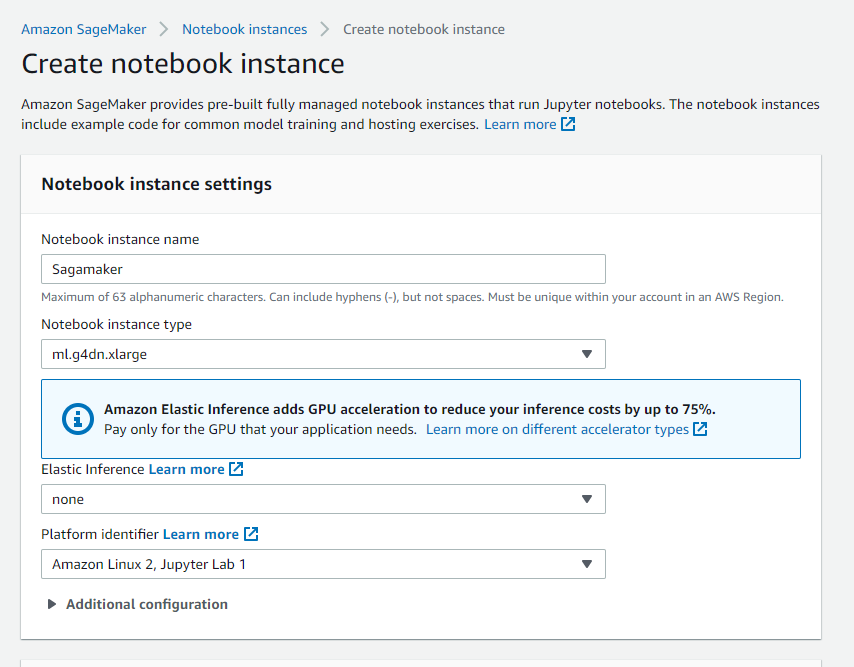 Amazon SageMaker > Notebook instances > Create notebook instance
Create notebook instance
Amazon SageMaker provides pre-built fully managed notebook instances that run Jupyter notebooks. The notebook instances
include example code for common model training and hosting exercises. Learn more
Notebook instance settings
Notebook instance name
Sagamaker
Maximum of 63 alphanumeric characters. Can include hyphens (-), but not spaces. Must be unique within your account in an AWS Region.
Notebook instance type
ml.g4dn.xlarge
Amazon Elastic Inference adds GPU acceleration to reduce your inference costs by up to 75%.
Pay only for the GPU that your application needs. Learn more on different accelerator types
Elastic Inference Learn more
none
Platform identifier Learn more
Amazon Linux 2, Jupyter Lab 1
Additional configuration